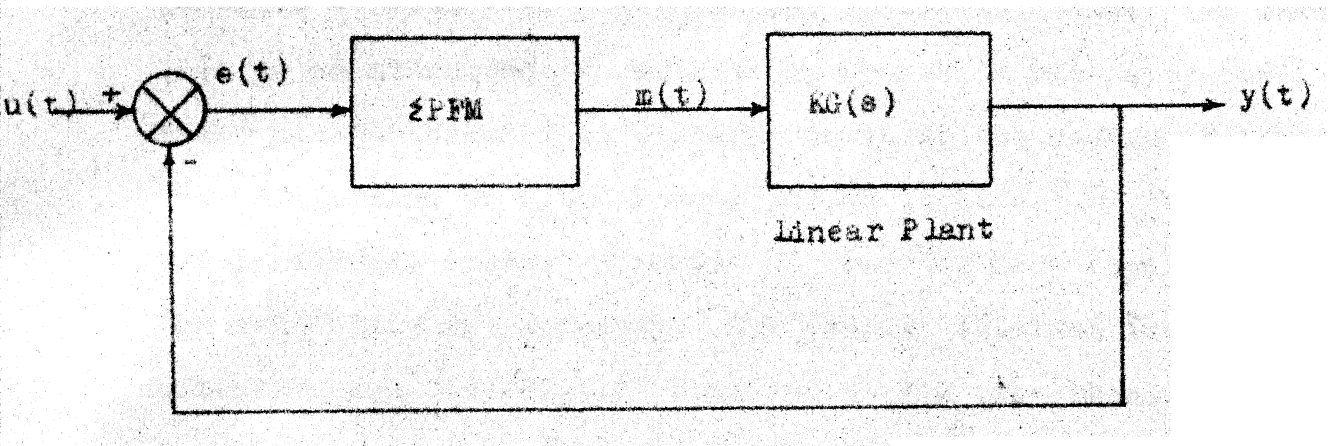 u(t) + e(t) ΣPFM m(t) KG(s) y(t)
-
Linear Plant